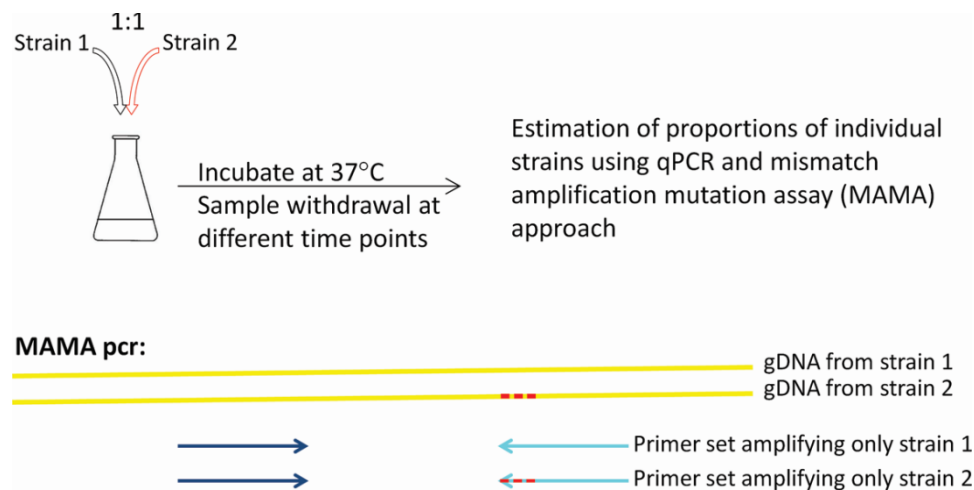 1:1
Strain 1
Strain 2
Incubate at 37°C
Sample withdrawal at
different time points
Estimation of proportions of individual
strains using qPCR and mismatch
amplification mutation assay (MAMA)
approach
MAMA pcr:
gDNA from strain 1
gDNA from strain 2
Primer set amplifying only strain 1
Primer set amplifying only strain 2